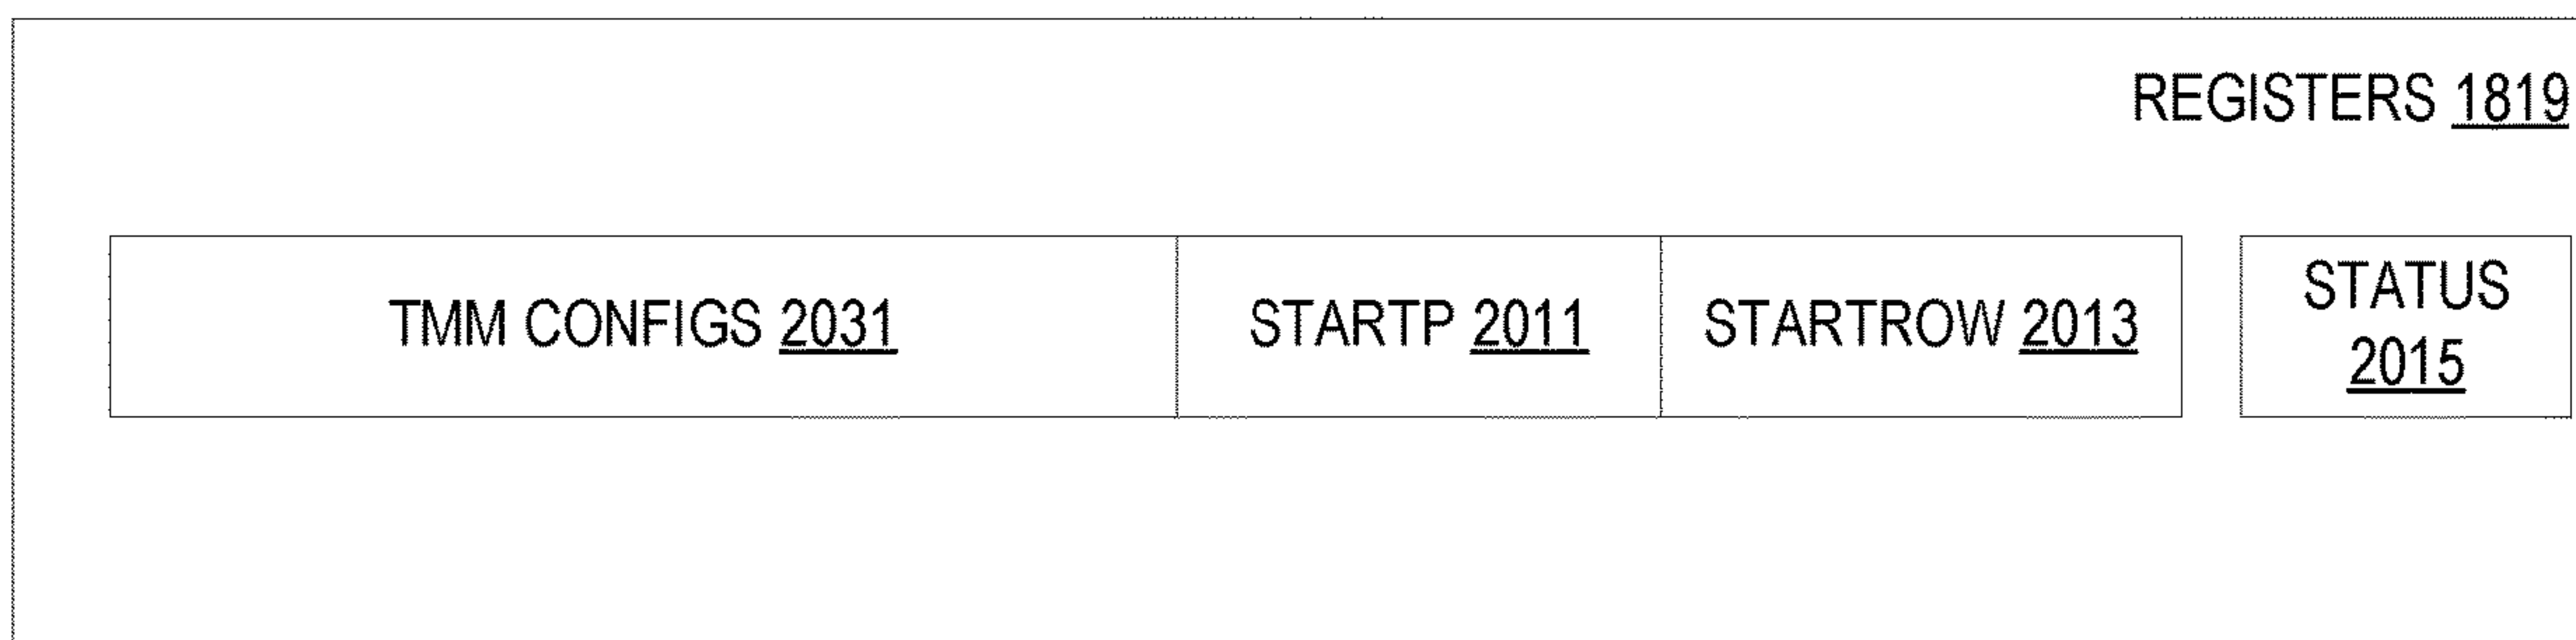 REGISTERS 1819
TMM CONFIGS 2031
STARTP 2011
STARTROW 2013
STATUS
2015